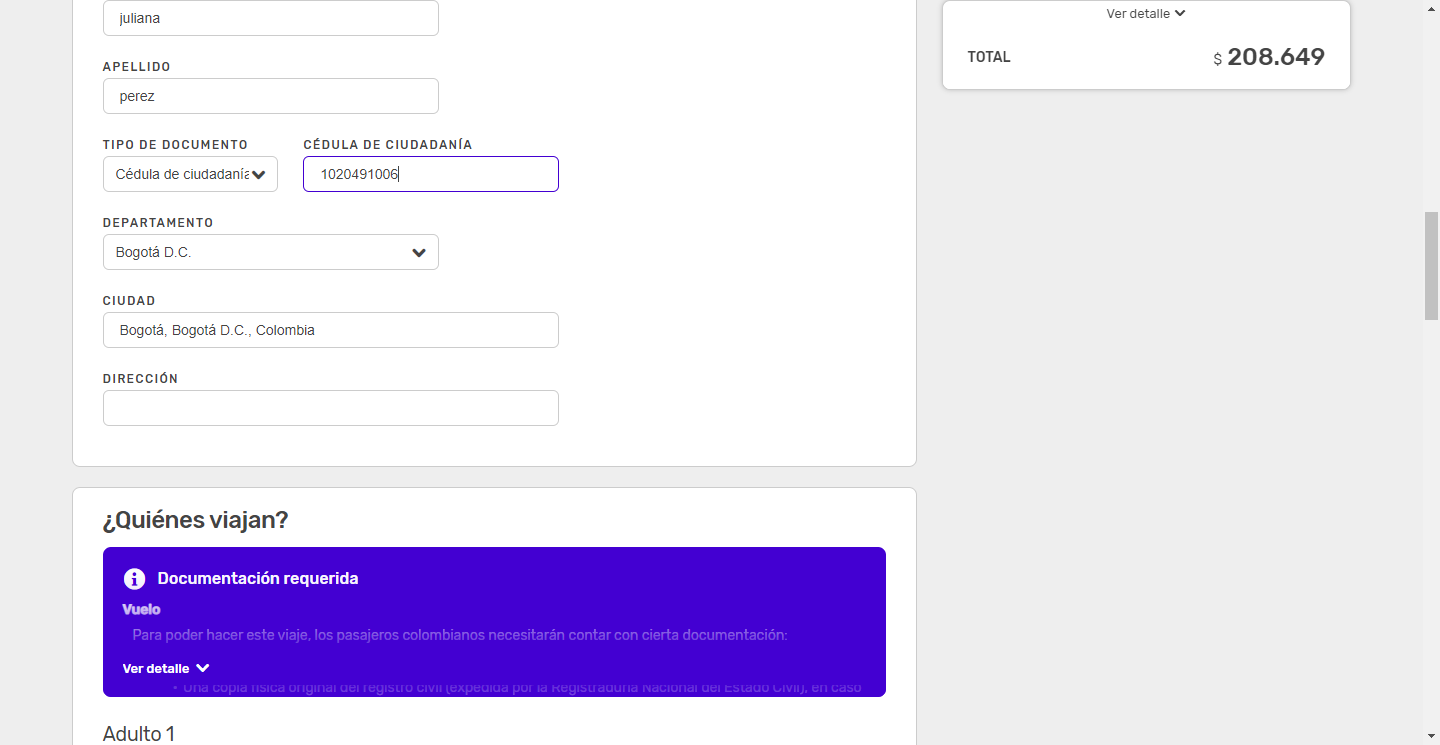 juliana
APELLIDO
perez
TIPO DE DOCUMENTO
Cédula de ciudadanía
CÉDULA DE CIUDADANÍA
1020491006
DEPARTAMENTO
Bogotá D.C.
CIUDAD
Bogotá, Bogotá D.C., Colombia
DIRECCIÓN
¿Quiénes viajan?
Documentación requerida
Vuelo
Para poder hacer este viaje, los pasajeros colombianos necesitarán contar con cierta documentación:
Ver detalle
• Una copia física original del registro civil (expedida por la Registraduría Nacional del Estado Civil), en caso
Adulto 1
Ver detalle
TOTAL
$ 208.649